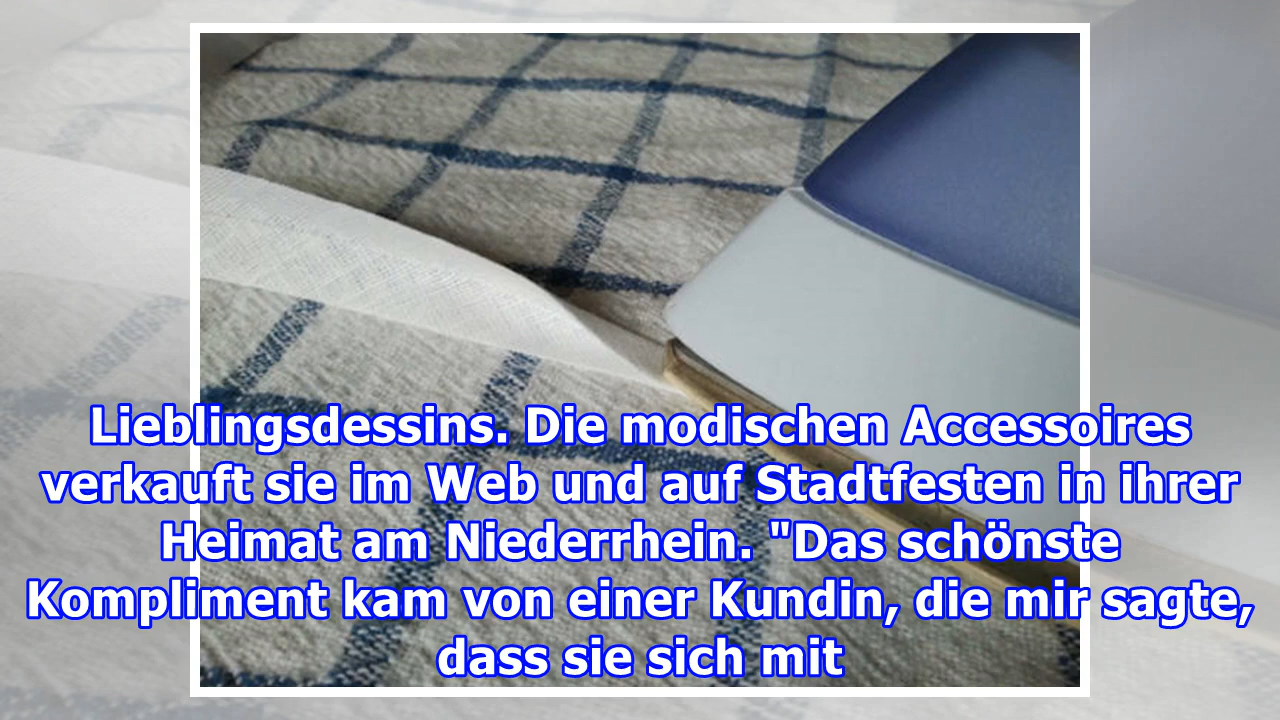 Lieblingsdessins. Die modischen Accessoires
verkauft sie im Web und auf Stadtfesten in ihrer
Heimat am Niederrhein. "Das schönste
Kompliment kam von einer Kundin, die mir sagte,
dass sie sich mit